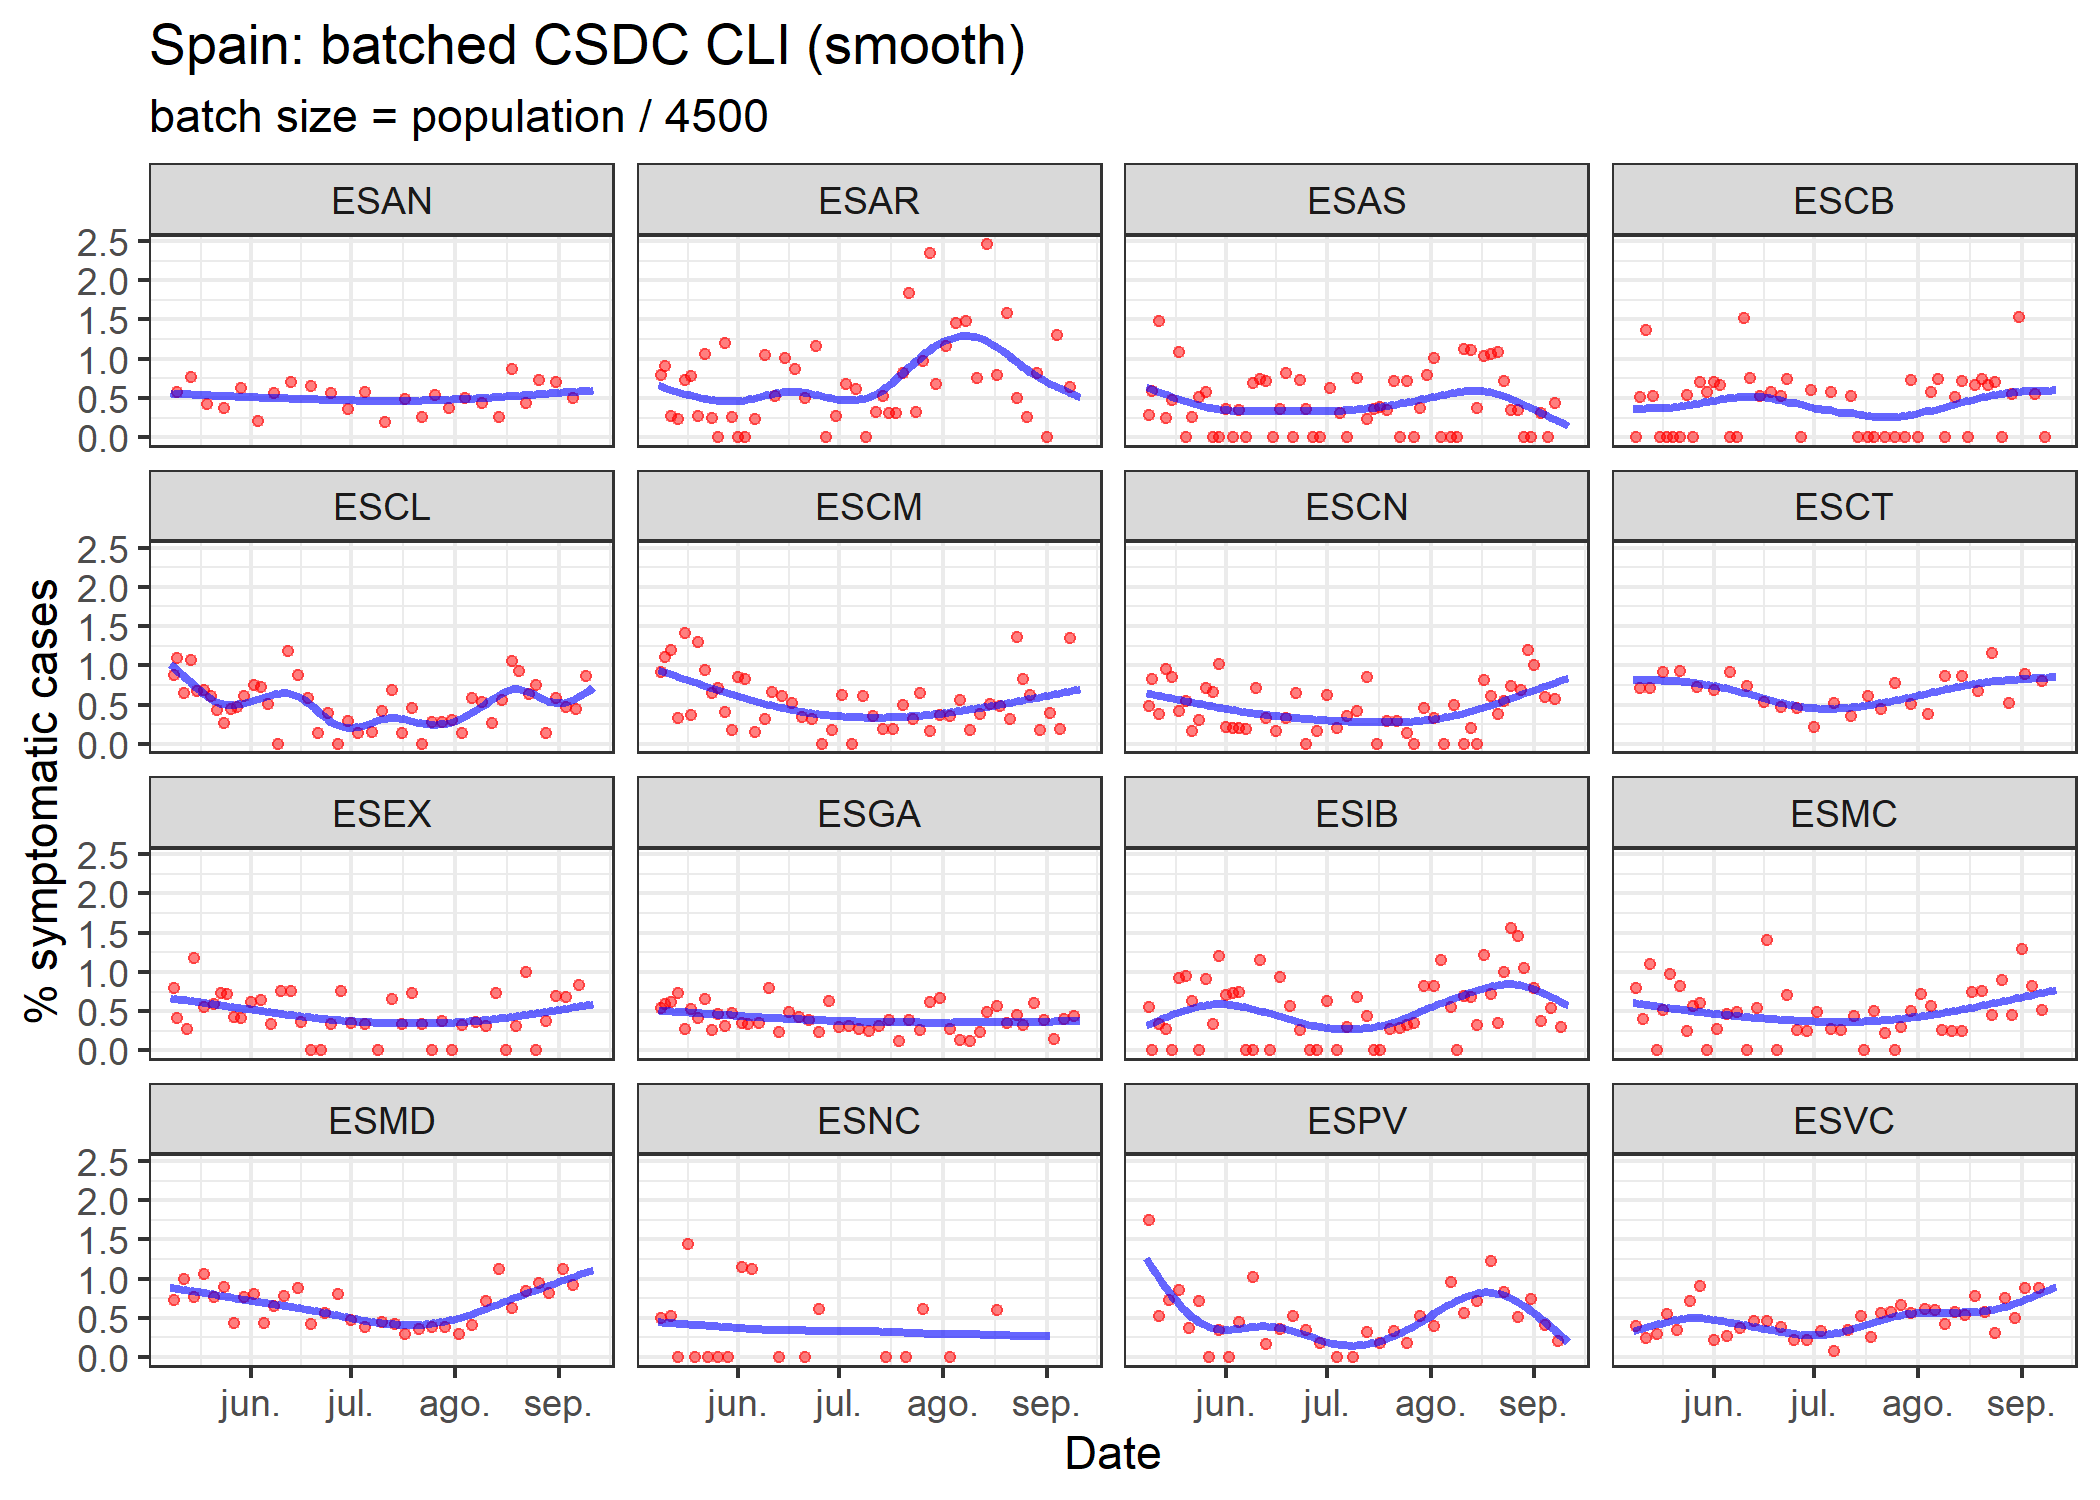 Spain: batched CSDC CLI (smooth)
batch size = population / 4500
ESAN ESAR ESAS ESCB
2.5
2.0
1.5
1.0
0.5
0.0
ESCL ESCM ESCN ESCT
2.5
2.0
1.5
1.0
0.5
0.0
ESEX ESGA ESIB ESMC
2.5
2.0
1.5
1.0
0.5
0.0
ESMD ESNC ESPV ESVC
2.5
2.0
1.5
1.0
0.5
0.0
% symptomatic cases
jun. jul. ago. sep. jun. jul. ago. sep. jun. jul. ago. sep. jun. jul. ago. sep.
Date